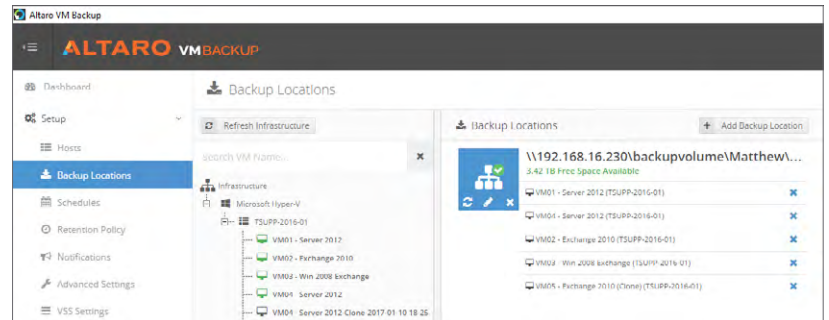 Altaro VM Backup
ALTARO VMBACKUP
Dashboard
Setup
Hosts
Backup Locations
Schedules
Retention Policy
Notifications
Advanced Settings
VSS Settings
Backup Locations
Refresh Infrastructure
search VM Name...
Infrastructure
Microsoft Hyper-V
TSUPP-2016-01
VM01 - Server 2012
VM02 - Exchange 2010
VM03 - Win 2008 Exchange
VM04 - Server 2012
VM04 - Server 2012 Clone 2017 01 10 18 26
Backup Locations
+ Add Backup Location
\\192.168.16.230\backupvolume\Matthew\...
3.42 TB Free Space Available
VM01 - Server 2012 (TSUPP-2016-01)
VM04 - Server 2012 (TSUPP-2016-01)
VM02 - Exchange 2010 (TSUPP-2016-01)
VM03 - Win 2008 Exchange (TSUPP-2016-01)
VM05 - Exchange 2010 (Clone) (TSUPP-2016-01)